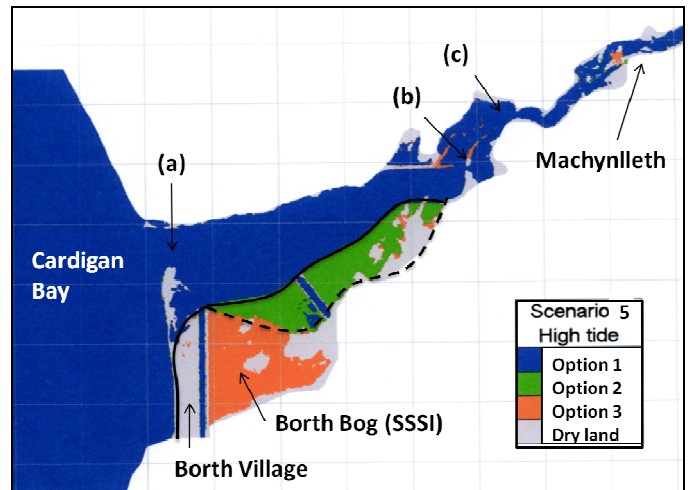 (c)
(b)
Machynlleth
(a)
Cardigan
Bay
Scenario 5
High tide
Option 1
Option 2
Option 3
Dry land
Borth Bog (SSSI)
Borth Village